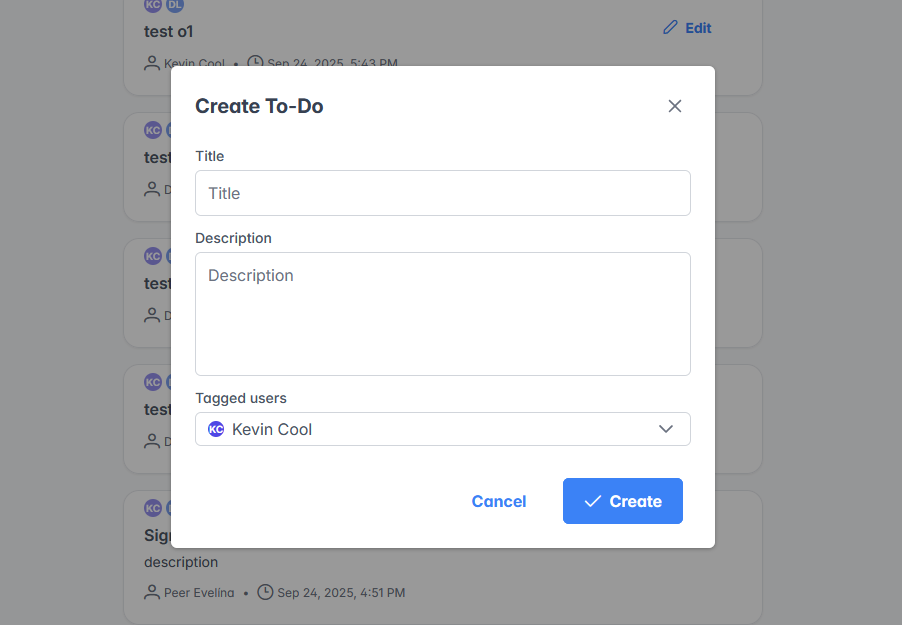 KC DL
test o1
Edit
Kevin Cool • Sep 24, 2025, 5:43 PM
Create To-Do
KC
Title
test
Title
D
Description
KC
Description
test
D
KC
Tagged users
test
KC Kevin Cool
D
Cancel
Create
KC
Sig
description
Peer Evelina • Sep 24, 2025, 4:51 PM